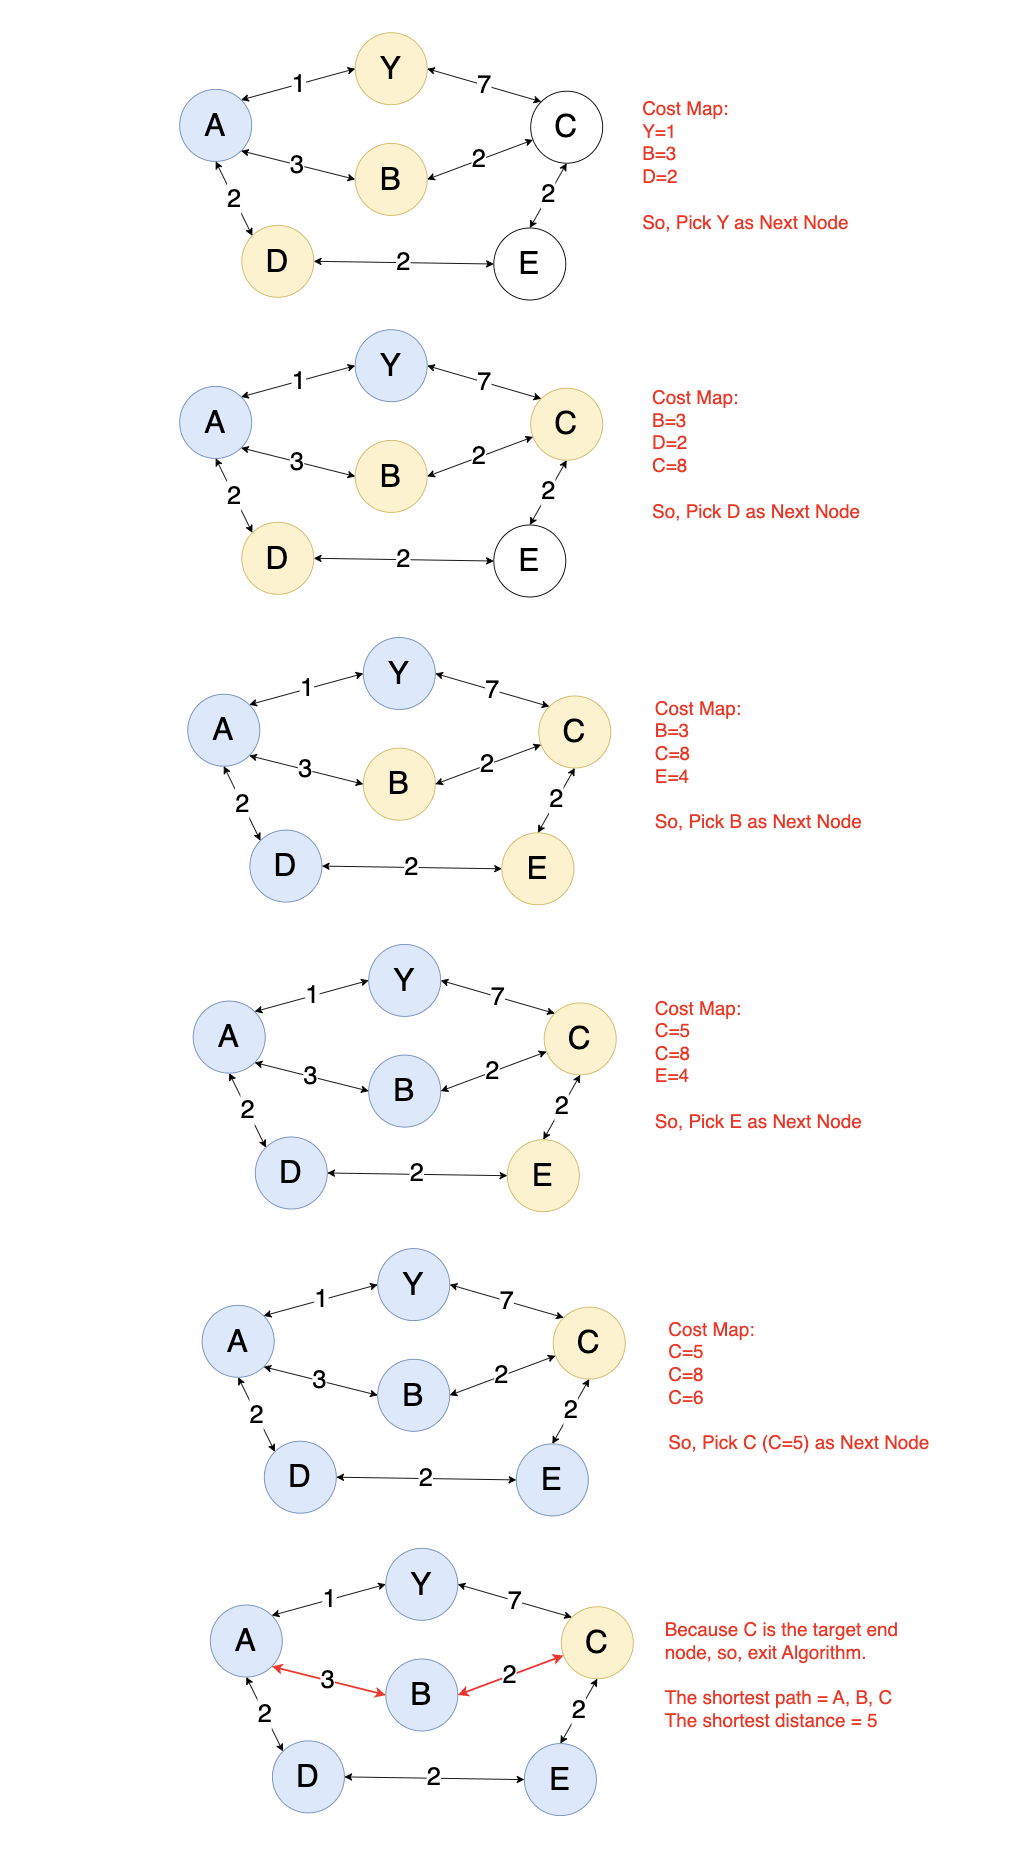 Y
1
7
A
C
Cost Map:
Y=1
3
B
2
B=3
D=2
2
2
So, Pick Y as Next Node
D
2
E
Y
1
7
A
C
Cost Map:
B=3
3
B
2
D=2
C=8
2
2
So, Pick D as Next Node
D
2
E
Y
1
7
A
C
Cost Map:
B=3
3
B
2
C=8
E=4
2
2
So, Pick B as Next Node
D
2
E
Y
1
7
A
C
Cost Map:
C=5
3
B
2
C=8
E=4
2
2
So, Pick E as Next Node
D
2
E
Y
1
7
A
C
Cost Map:
C=5
3
B
2
C=8
C=6
2
2
So, Pick C (C=5) as Next Node
D
2
E
Y
1
7
A
C
Because C is the target end
node, so, exit Algorithm.
3
B
2
The shortest path = A, B, C
The shortest distance = 5
2
2
D
2
E